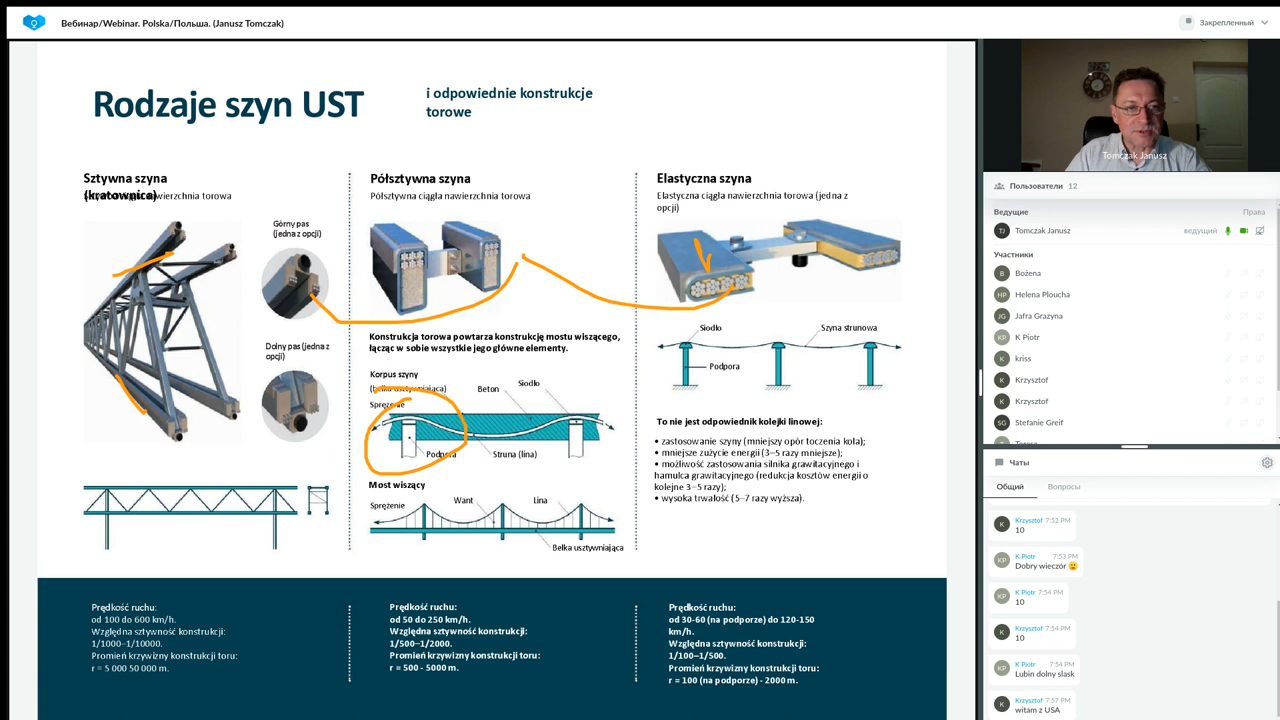 Вебинар/Webinar. Polska/Польша. (Janusz Tomczak)
Закрепленный
Rodzaje szyn UST
i odpowiednie konstrukcje
torowe
Sztywna szyna
(kratownica)
nawierzchnia torowa
Górny pas
(jedna z opcji)
Dolny pas (jedna z
opcji)
Półsztywna szyna
Półsztywna ciągła nawierzchnia torowa
Konstrukcja torowa powtarza konstrukcję mostu wiszącego,
łącząc w sobie wszystkie jego główne elementy.
Korpus szyny
(belka usztywniająca)
Beton
Siodło
Sprężenie
Podpora
Struna (lina)
Most wiszący
Sprężenie
Want
Lina
Belka usztywniająca
Elastyczna szyna
Elastyczna ciągła nawierzchnia torowa (jedna z
opcji)
Siodło
Szyna strunowa
Podpora
To nie jest odpowiednik kolejki linowej:
• zastosowanie szyny (mniejszy opór toczenia koła);
• mniejsze zużycie energii (3–5 razy mniejsze);
• możliwość zastosowania silnika grawitacyjnego i
hamulca grawitacyjnego (redukcja kosztów energii o
kolejne 3–5 razy);
• wysoka trwałość (5–7 razy wyższa).
Prędkość ruchu:
od 100 do 600 km/h.
Względna sztywność konstrukcji:
1/1000–1/10000.
Promień krzywizny konstrukcji toru:
r = 5 000 50 000 m.
Prędkość ruchu:
od 50 do 250 km/h.
Względna sztywność konstrukcji:
1/500–1/2000.
Promień krzywizny konstrukcji toru:
r = 500 - 5000 m.
Prędkość ruchu:
od 30-60 (na podporze) do 120-150
km/h.
Względna sztywność konstrukcji:
1/100–1/500.
Promień krzywizny konstrukcji toru:
r = 100 (na podporze) - 2000 m.
Tomczak Janusz
Пользователи 12
Ведущие Права
TJ Tomczak Janusz ведущий
Участники
B Bożena
HP Helena Ploucha
JG Jafra Grazyna
KP K Piotr
K kriss
K Krzysztof
K Krzysztof
SG Stefanie Greif
Чаты
Общий Вопросы
K Krzysztof 7:52 PM
10
KP K Piotr 7:53 PM
Dobry wieczór 🙂
KP K Piotr 7:54 PM
10
K Krzysztof 7:54 PM
10
KP K Piotr 7:54 PM
Lubin dolny slask
K Krzysztof 7:57 PM
witam z USA